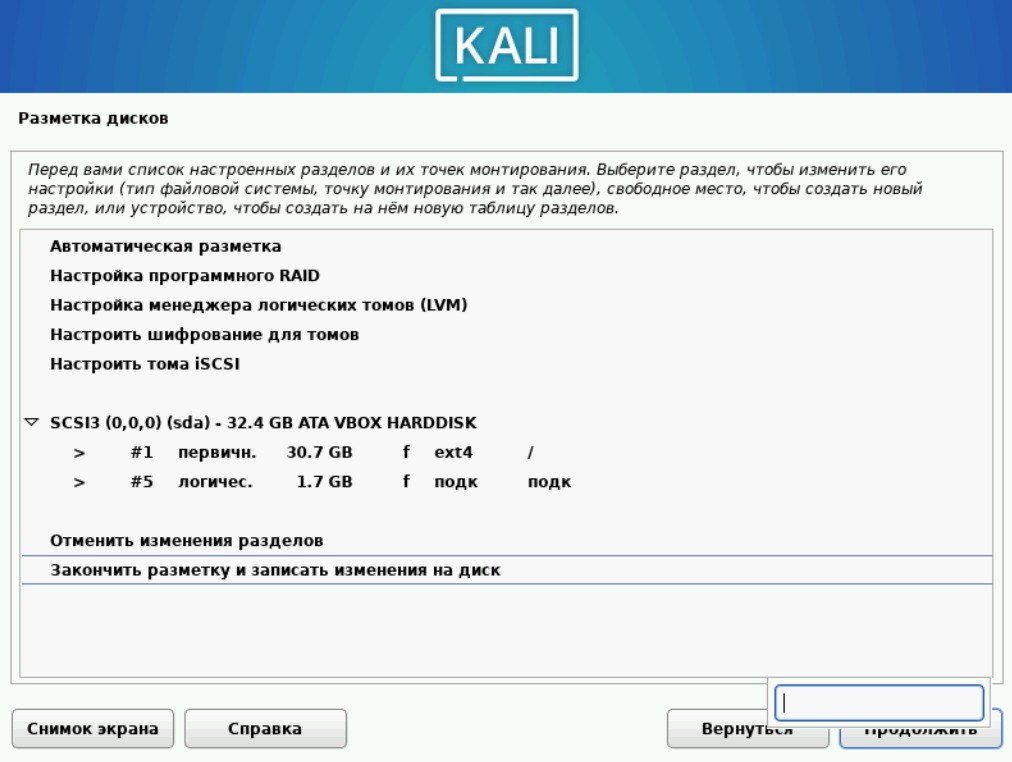 KALI
Разметка дисков
Перед вами список настроенных разделов и их точек монтирования. Выберите раздел, чтобы изменить его
настройки (тип файловой системы, точку монтирования и так далее), свободное место, чтобы создать новый
раздел, или устройство, чтобы создать на нём новую таблицу разделов.
Автоматическая разметка
Настройка программного RAID
Настройка менеджера логических томов (LVM)
Настроить шифрование для томов
Настроить тома iSCSI
SCSI3 (0,0,0) (sda) - 32.4 GB ATA VBOX HARDDISK
> #1 первичн. 30.7 GB f ext4 /
> #5 логичес. 1.7 GB f подк подк
Отменить изменения разделов
Закончить разметку и записать изменения на диск
Снимок экрана Справка Вернуться Продолжить